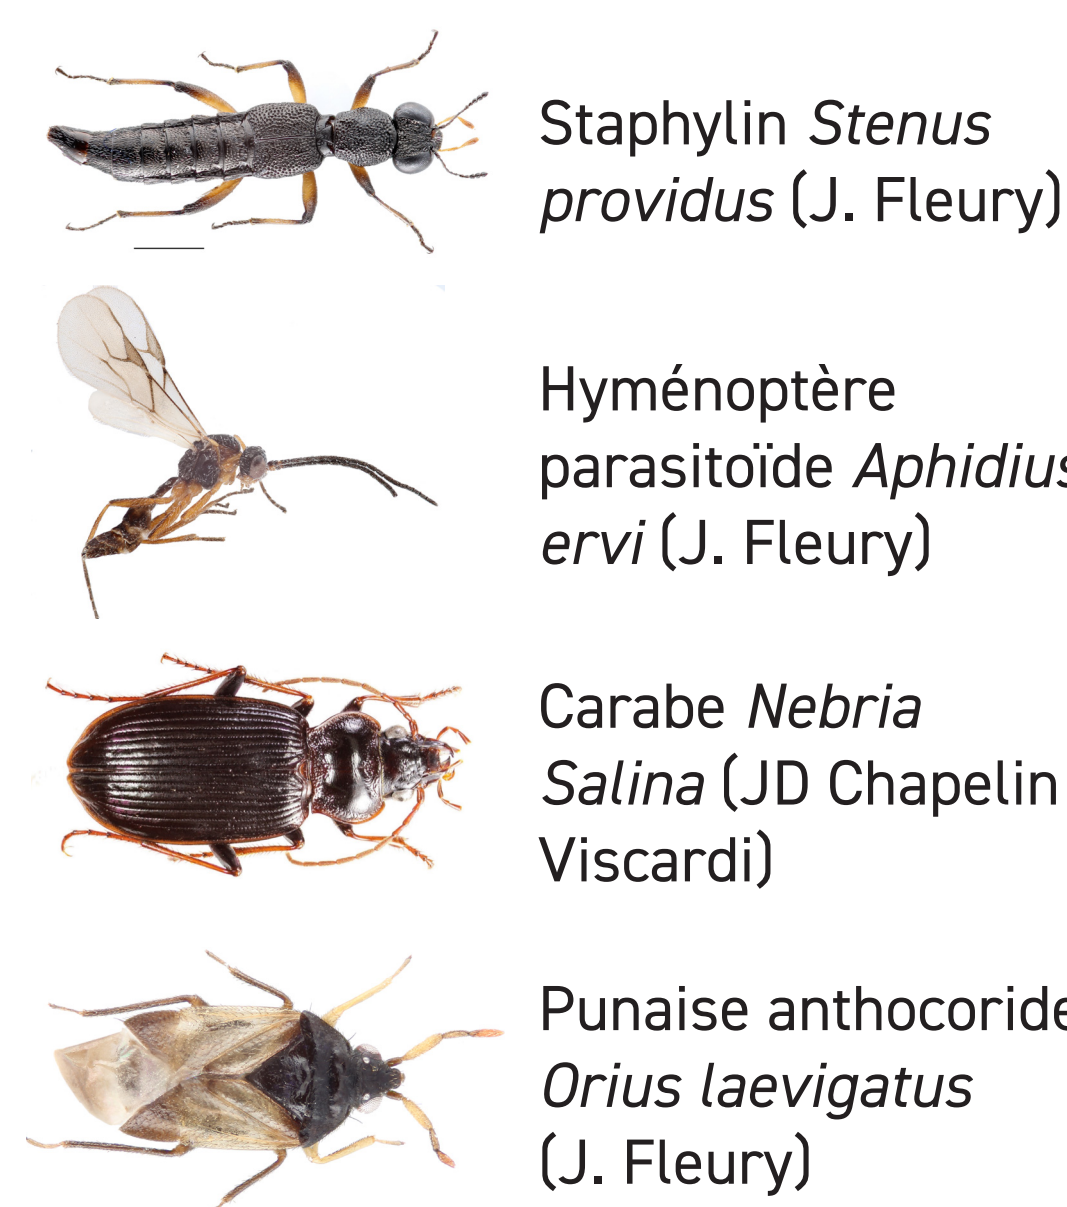 Staphylin Stenus
providus (J. Fleury)
Hyménoptère
parasitoïde Aphidius
ervi (J. Fleury)
Carabe Nebria
Salina (JD Chapelin
Viscardi)
Punaise anthocoride
Orius laevigatus
(J. Fleury)